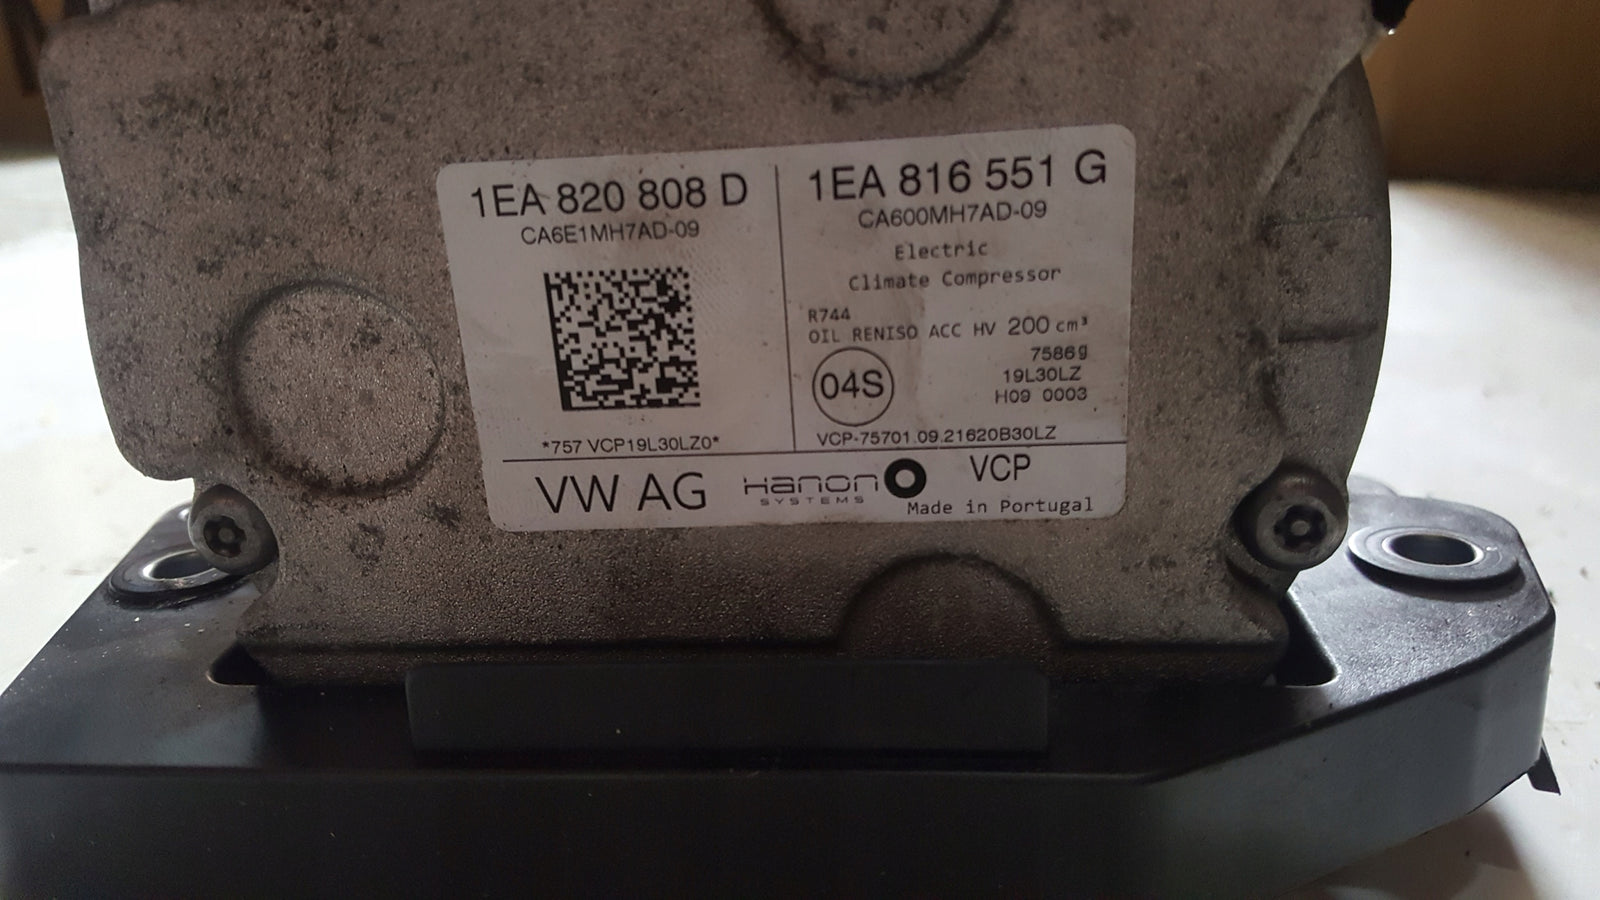 1EA 820 808 D
CA6E1MH7AD-09
*757 VCP19L30LZ0*
1EA 816 551 G
CA600MH7AD-09
Electric
Climate Compressor
R744
OIL RENISO ACC HV 200 cm³
7586g
04S
19L30LZ
H09 0003
VCP-75701.09.21620B30LZ
VW AG
Hanon
SYSTEMS
VCP
Made in Portugal